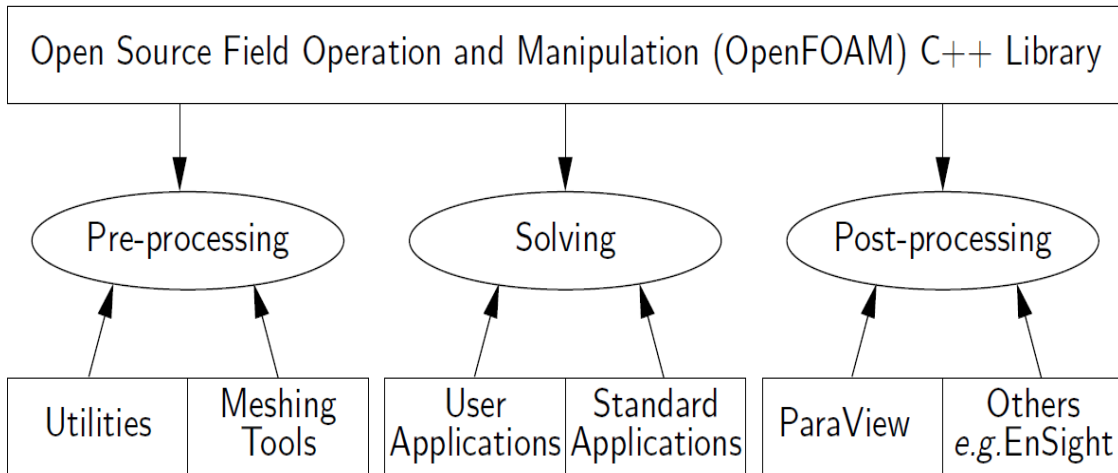 Open Source Field Operation and Manipulation (OpenFOAM) C++ Library
Pre-processing
Solving
Post-processing
Utilities
Meshing
Tools
User
Applications
Standard
Applications
ParaView
Others
e.g.EnSight